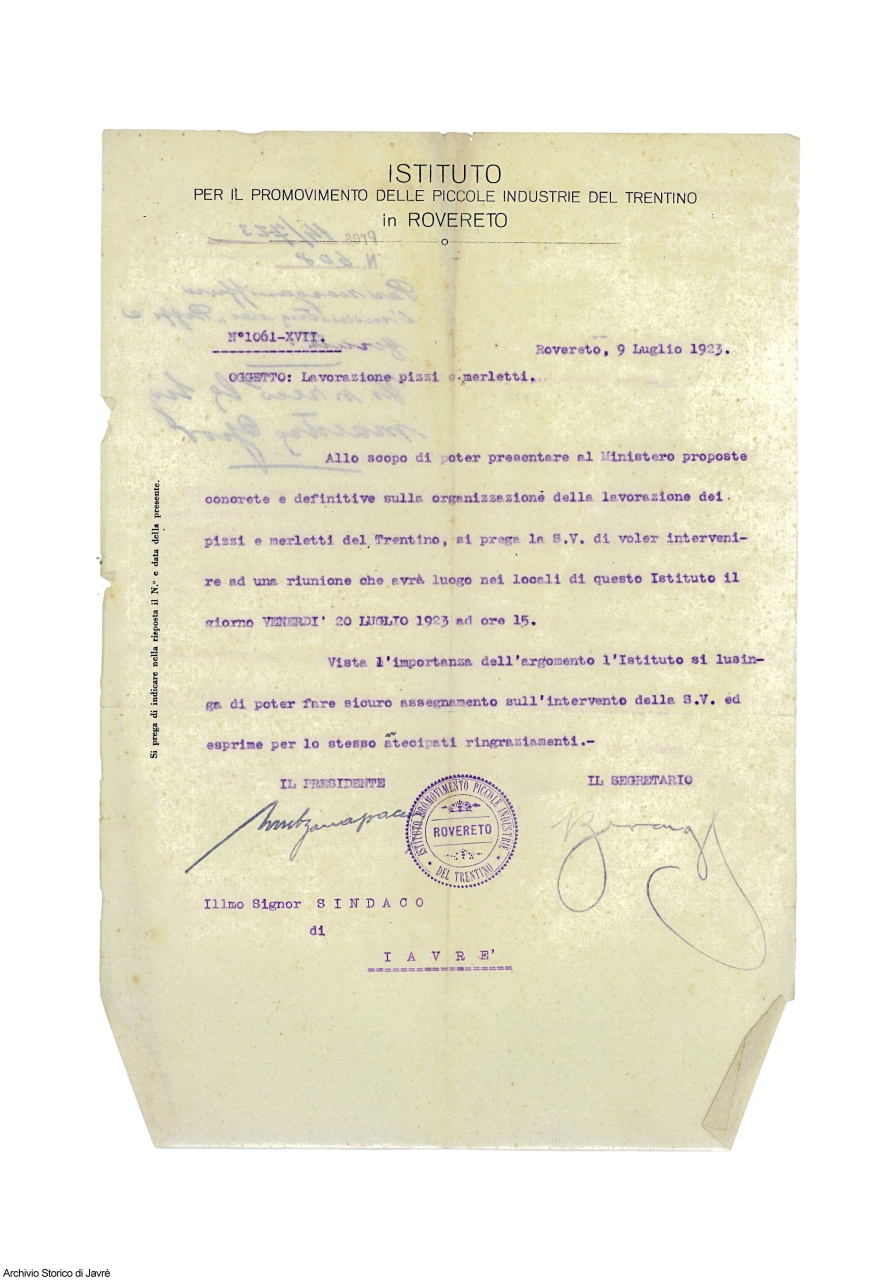 ISTITUTO
PER IL PROMOVIMENTO DELLE PICCOLE INDUSTRIE DEL TRENTINO
in ROVERETO
Pres 14/723
N. 608
N°1061-XVII.
Rovereto, 9 Luglio 1923.
OGGETTO: Lavorazione pizzi e merletti.
Allo scopo di poter presentare al Ministero proposte
concrete e definitive sulla organizzazione della lavorazione dei
pizzi e merletti del Trentino, si prega la S.V. di voler interveni-
re ad una riunione che avrà luogo nei locali di questo Istituto il
giorno VENERDI' 20 LUGLIO 1923 ad ore 15.
Vista l'importanza dell'argomento l'Istituto si lusin-
ga di poter fare sicuro assegnamento sull'intervento della S.V. ed
esprime per lo stesso antecipati ringraziamenti.-
IL PRESIDENTE
IL SEGRETARIO
ISTITUTO PROMOVIMENTO PICCOLE INDUSTRIE
ROVERETO
DEL TRENTINO
Illmo Signor SINDACO
di
IAVRE'
Si prega di indicare nella risposta il N.° e data della presente.
Archivio Storico di Javrè